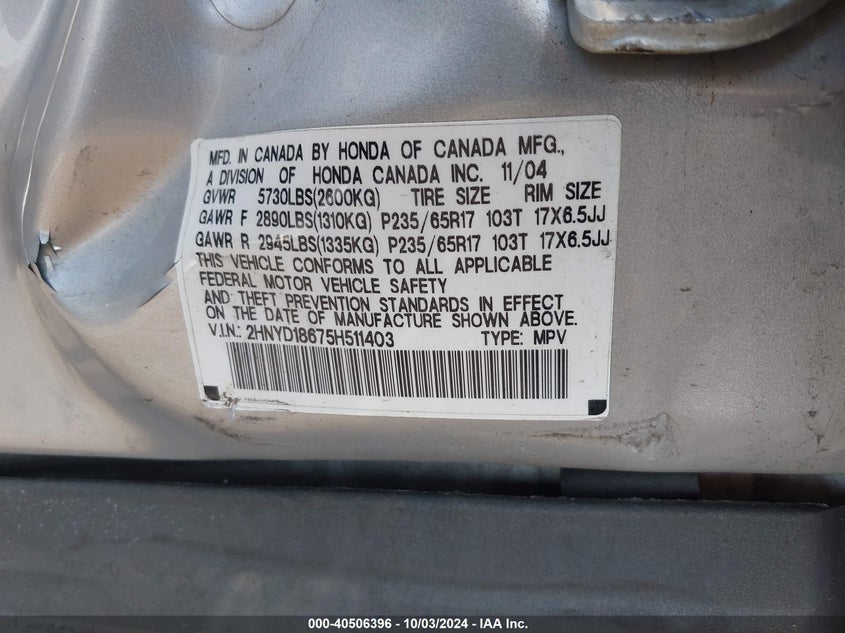 MFD. IN CANADA BY HONDA OF CANADA MFG.,
A DIVISION OF HONDA CANADA INC. 11/04
GVWR 5730LBS(2600KG) TIRE SIZE RIM SIZE
GAWR F 2890LBS(1310KG) P235/65R17 103T 17X6.5JJ
GAWR R 2945LBS(1335KG) P235/65R17 103T 17X6.5JJ
THIS VEHICLE CONFORMS TO ALL APPLICABLE
FEDERAL MOTOR VEHICLE SAFETY
AND THEFT PREVENTION STANDARDS IN EFFECT
ON THE DATE OF MANUFACTURE SHOWN ABOVE.
V.I.N.: 2HNYD18675H511403 TYPE: MPV
000-40506396 - 10/03/2024 - IAA Inc.